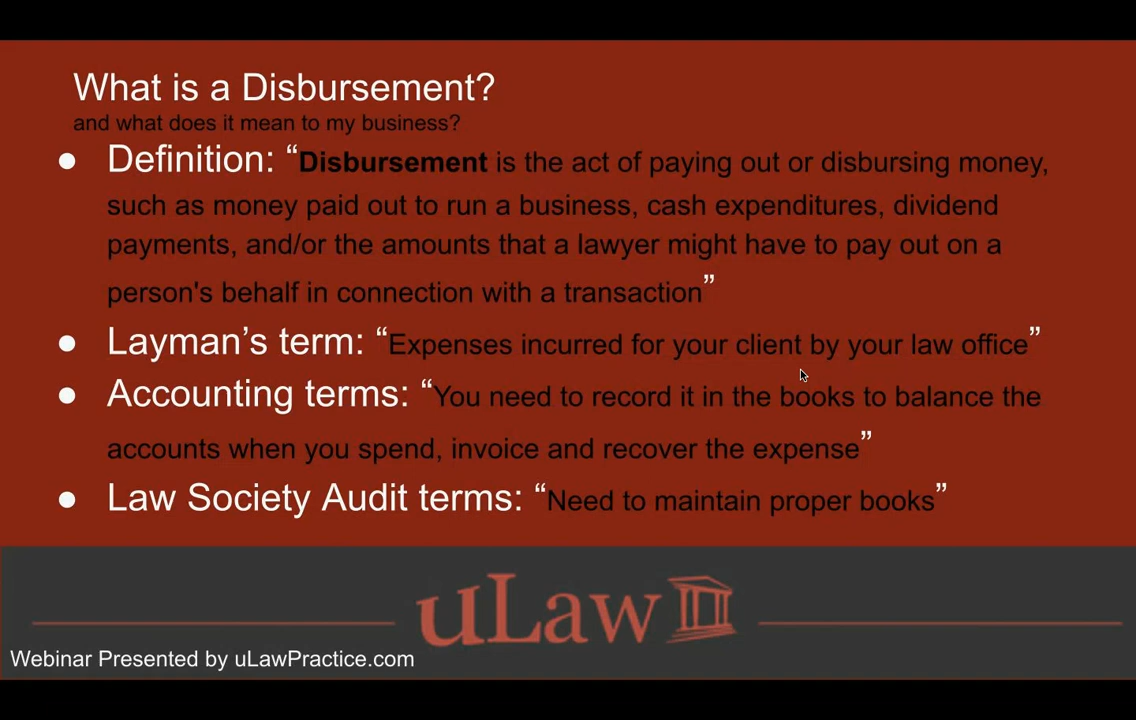 What is a Disbursement?
and what does it mean to my business?
● Definition: “Disbursement is the act of paying out or disbursing money,
such as money paid out to run a business, cash expenditures, dividend
payments, and/or the amounts that a lawyer might have to pay out on a
person's behalf in connection with a transaction”
● Layman’s term: “Expenses incurred for your client by your law office”
● Accounting terms: “You need to record it in the books to balance the
accounts when you spend, invoice and recover the expense”
● Law Society Audit terms: “Need to maintain proper books”
uLaw
Webinar Presented by uLawPractice.com